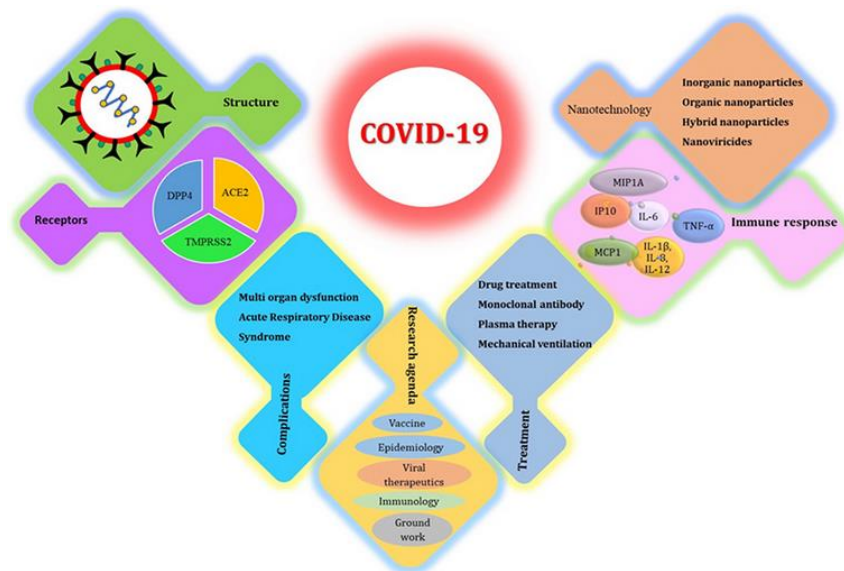 COVID-19
Structure
Receptors
DPP4
ACE2
TMPRSS2
Multi organ dysfunction
Acute Respiratory Disease
Syndrome
Complications
Research agenda
Vaccine
Epidemiology
Viral
therapeutics
Immunology
Ground
work
Drug treatment
Monoclonal antibody
Plasma therapy
Mechanical ventilation
Treatment
MIP1A
IP10
IL-6
TNF-α
MCP1
IL-1β,
IL-8,
IL-12
Immune response
Nanotechnology
Inorganic nanoparticles
Organic nanoparticles
Hybrid nanoparticles
Nanoviricides